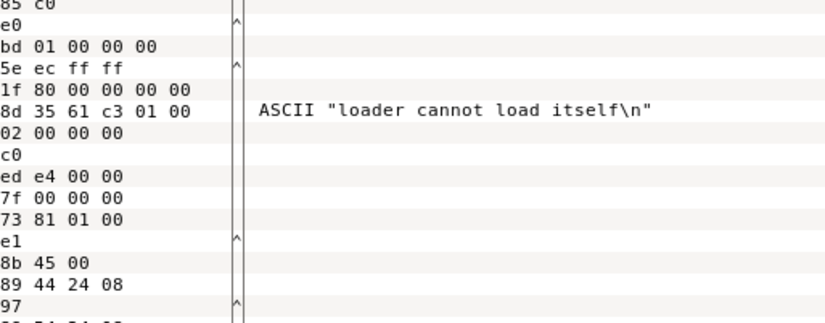 85 c0
e0
bd 01 00 00 00
5e ec ff ff
1f 80 00 00 00 00
8d 35 61 c3 01 00 ASCII "loader cannot load itself\n"
02 00 00 00
c0
ed e4 00 00
7f 00 00 00
73 81 01 00
e1
8b 45 00
89 44 24 08
97